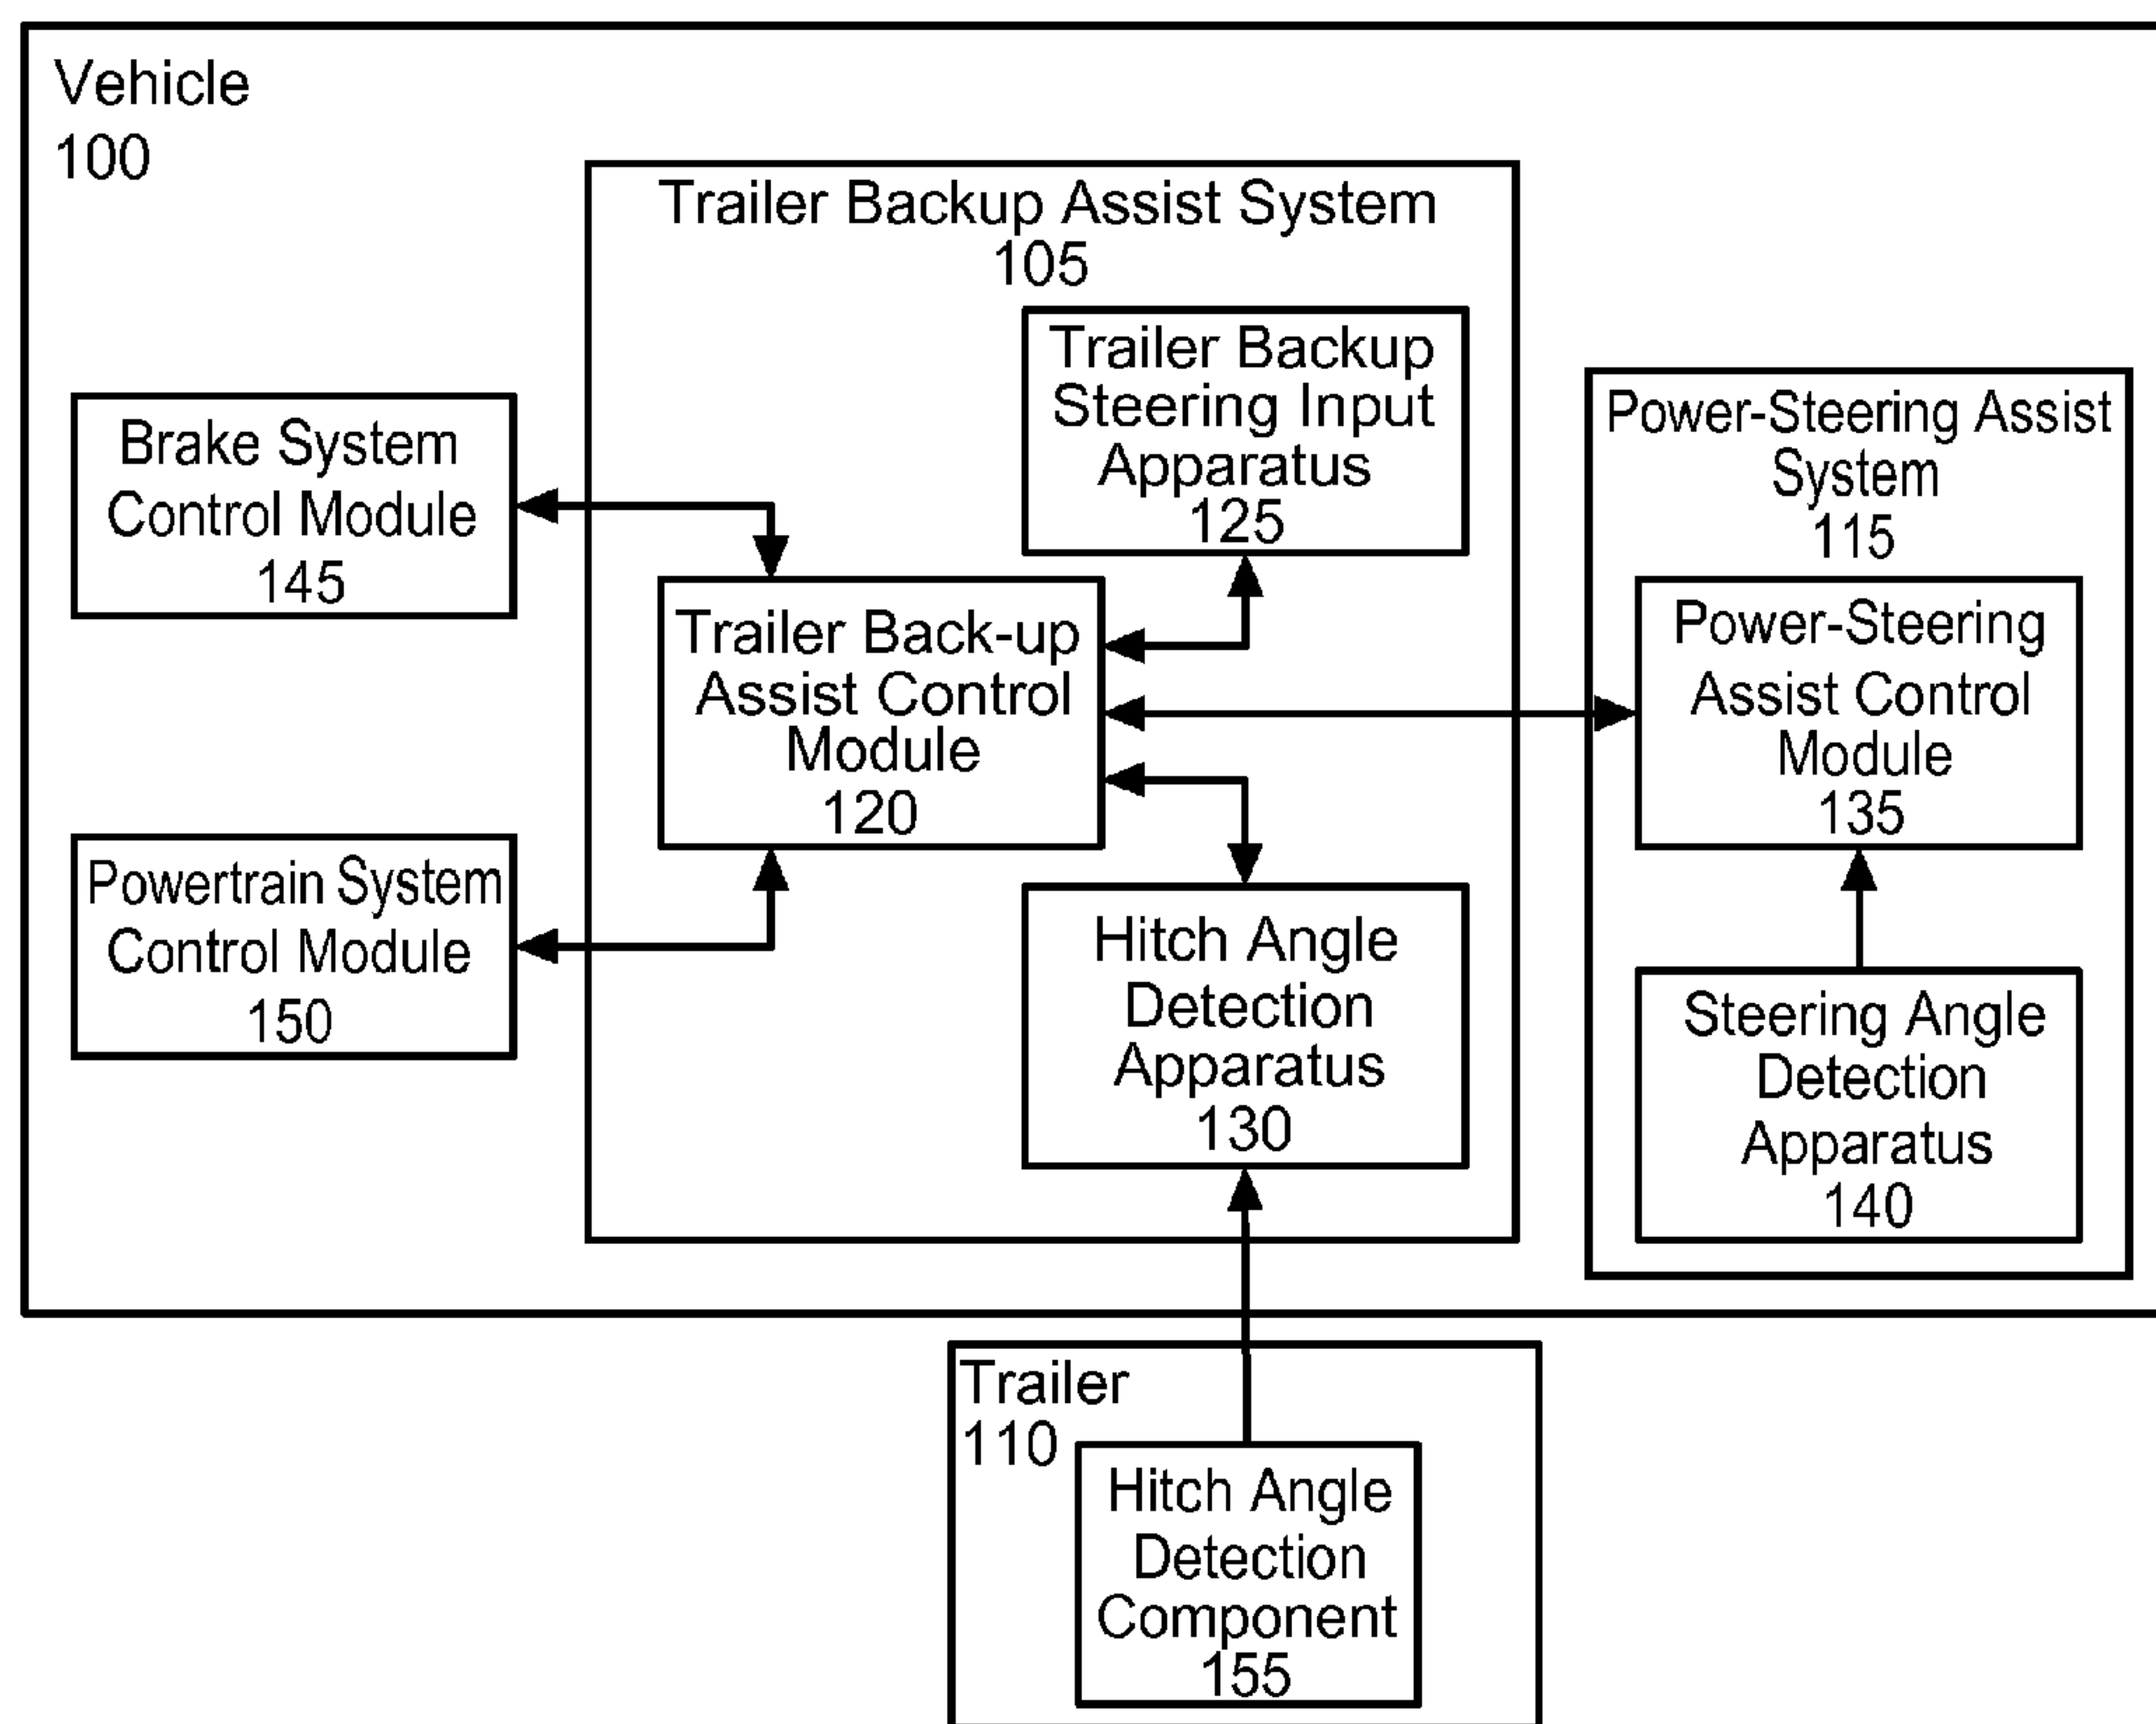 Vehicle
100
Trailer Backup Assist System
105
Trailer Backup
Steering Input
Apparatus
125
Brake System
Control Module
145
Power-Steering Assist
System
115
Trailer Back-up
Assist Control
Module
120
Power-Steering
Assist Control
Module
135
Powertrain System
Control Module
150
Hitch Angle
Detection
Apparatus
130
Steering Angle
Detection
Apparatus
140
Trailer
110
Hitch Angle
Detection
Component
155